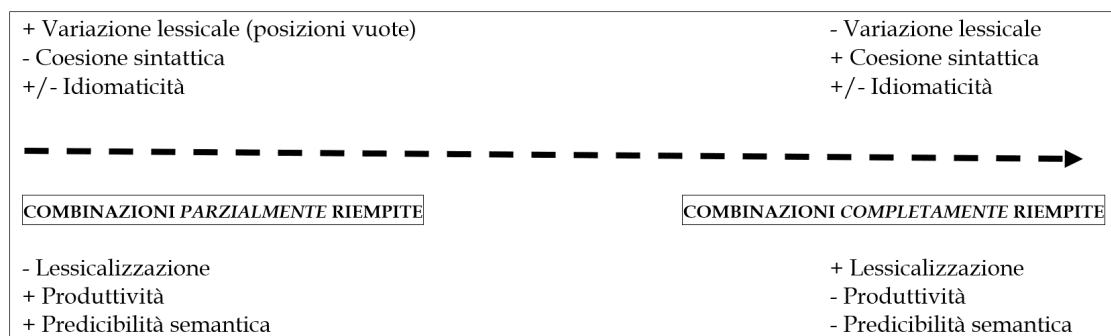 + Variazione lessicale (posizioni vuote)
- Coesione sintattica
+/- Idiomaticità
- Variazione lessicale
+ Coesione sintattica
+/- Idiomaticità
COMBINAZIONI PARZIALMENTE RIEMPITE
COMBINAZIONI COMPLETAMENTE RIEMPITE
- Lessicalizzazione
+ Produttività
+ Predicibilità semantica
+ Lessicalizzazione
- Produttività
- Predicibilità semantica